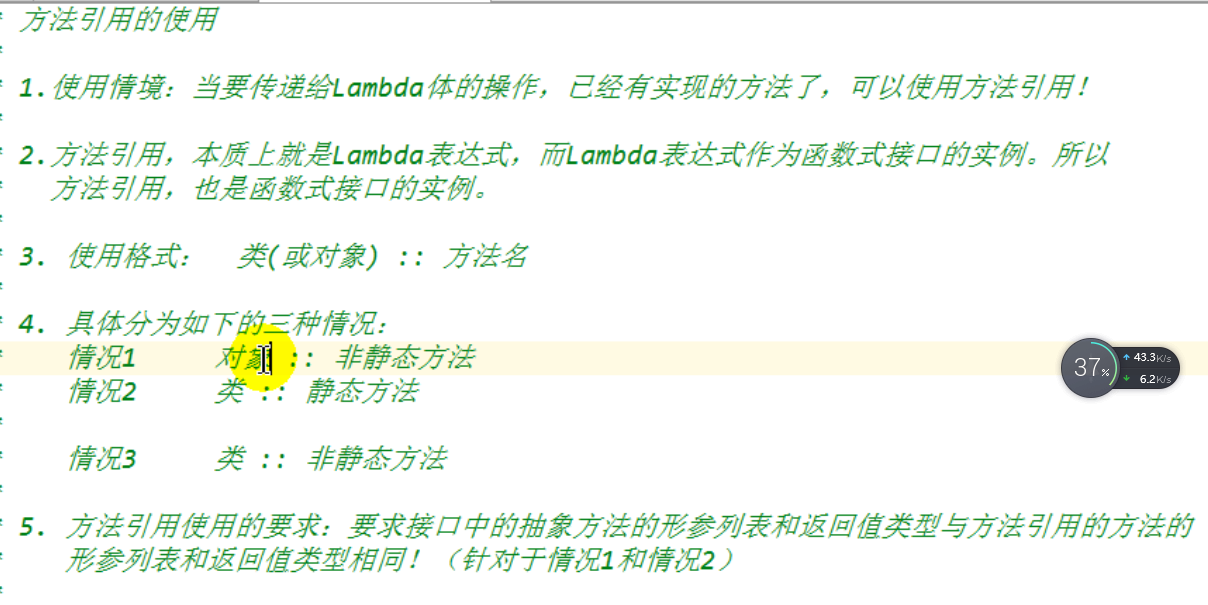 * 方法引用的使用
*
* 1.使用情境：当要传递给Lambda体的操作，已经有实现的方法了，可以使用方法引用！
*
* 2.方法引用，本质上就是Lambda表达式，而Lambda表达式作为函数式接口的实例。所以
* 方法引用，也是函数式接口的实例。
*
* 3. 使用格式： 类(或对象) :: 方法名
*
* 4. 具体分为如下的三种情况：
* 情况1 对象 :: 非静态方法
* 情况2 类 :: 静态方法
*
* 情况3 类 :: 非静态方法
*
* 5. 方法引用使用的要求：要求接口中的抽象方法的形参列表和返回值类型与方法引用的方法的
* 形参列表和返回值类型相同！（针对于情况1和情况2）
*
37%
43.3K/s
6.2K/s